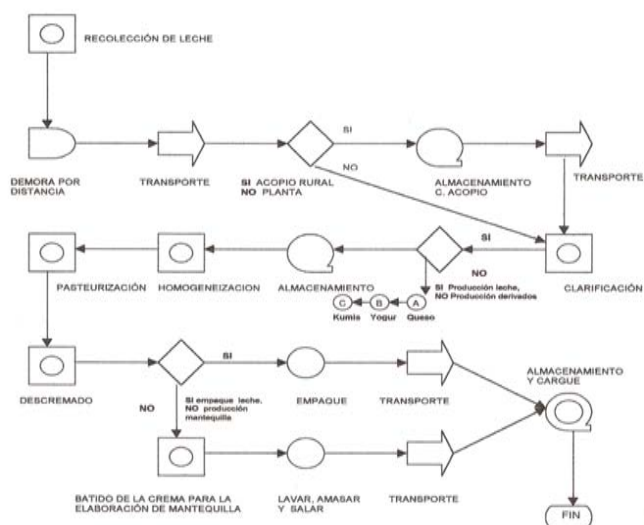 RECOLECCIÓN DE LECHE
SI
NO
DEMORA POR
DISTANCIA
TRANSPORTE
SI ACOPIO RURAL
NO PLANTA
ALMACENAMIENTO
C. ACOPIO
TRANSPORTE
SI
NO
PASTEURIZACIÓN
HOMOGENEIZACION
ALMACENAMIENTO
SI Producción leche,
NO Producción derivados
CLARIFICACIÓN
C B A
Kumis Yogur Queso
SI
ALMACENAMIENTO
Y CARGUE
DESCREMADO
NO
SI empaque leche.
NO producción
mantequilla
EMPAQUE
TRANSPORTE
BATIDO DE LA CREMA PARA LA
ELABORACIÓN DE MANTEQUILLA
LAVAR, AMASAR
Y SALAR
TRANSPORTE
FIN